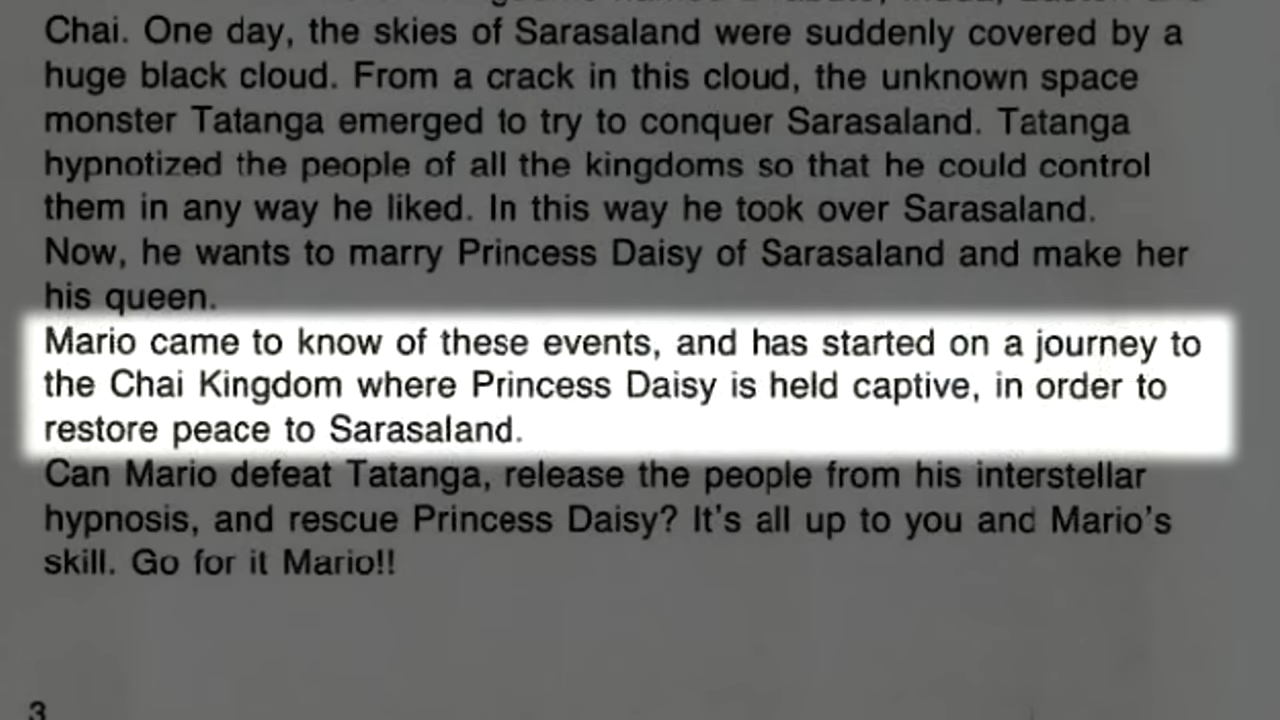 Chai. One day, the skies of Sarasaland were suddenly covered by a
huge black cloud. From a crack in this cloud, the unknown space
monster Tatanga emerged to try to conquer Sarasaland. Tatanga
hypnotized the people of all the kingdoms so that he could control
them in any way he liked. In this way he took over Sarasaland.
Now, he wants to marry Princess Daisy of Sarasaland and make her
his queen.
Mario came to know of these events, and has started on a journey to
the Chai Kingdom where Princess Daisy is held captive, in order to
restore peace to Sarasaland.
Can Mario defeat Tatanga, release the people from his interstellar
hypnosis, and rescue Princess Daisy? It's all up to you and Mario's
skill. Go for it Mario!!
3